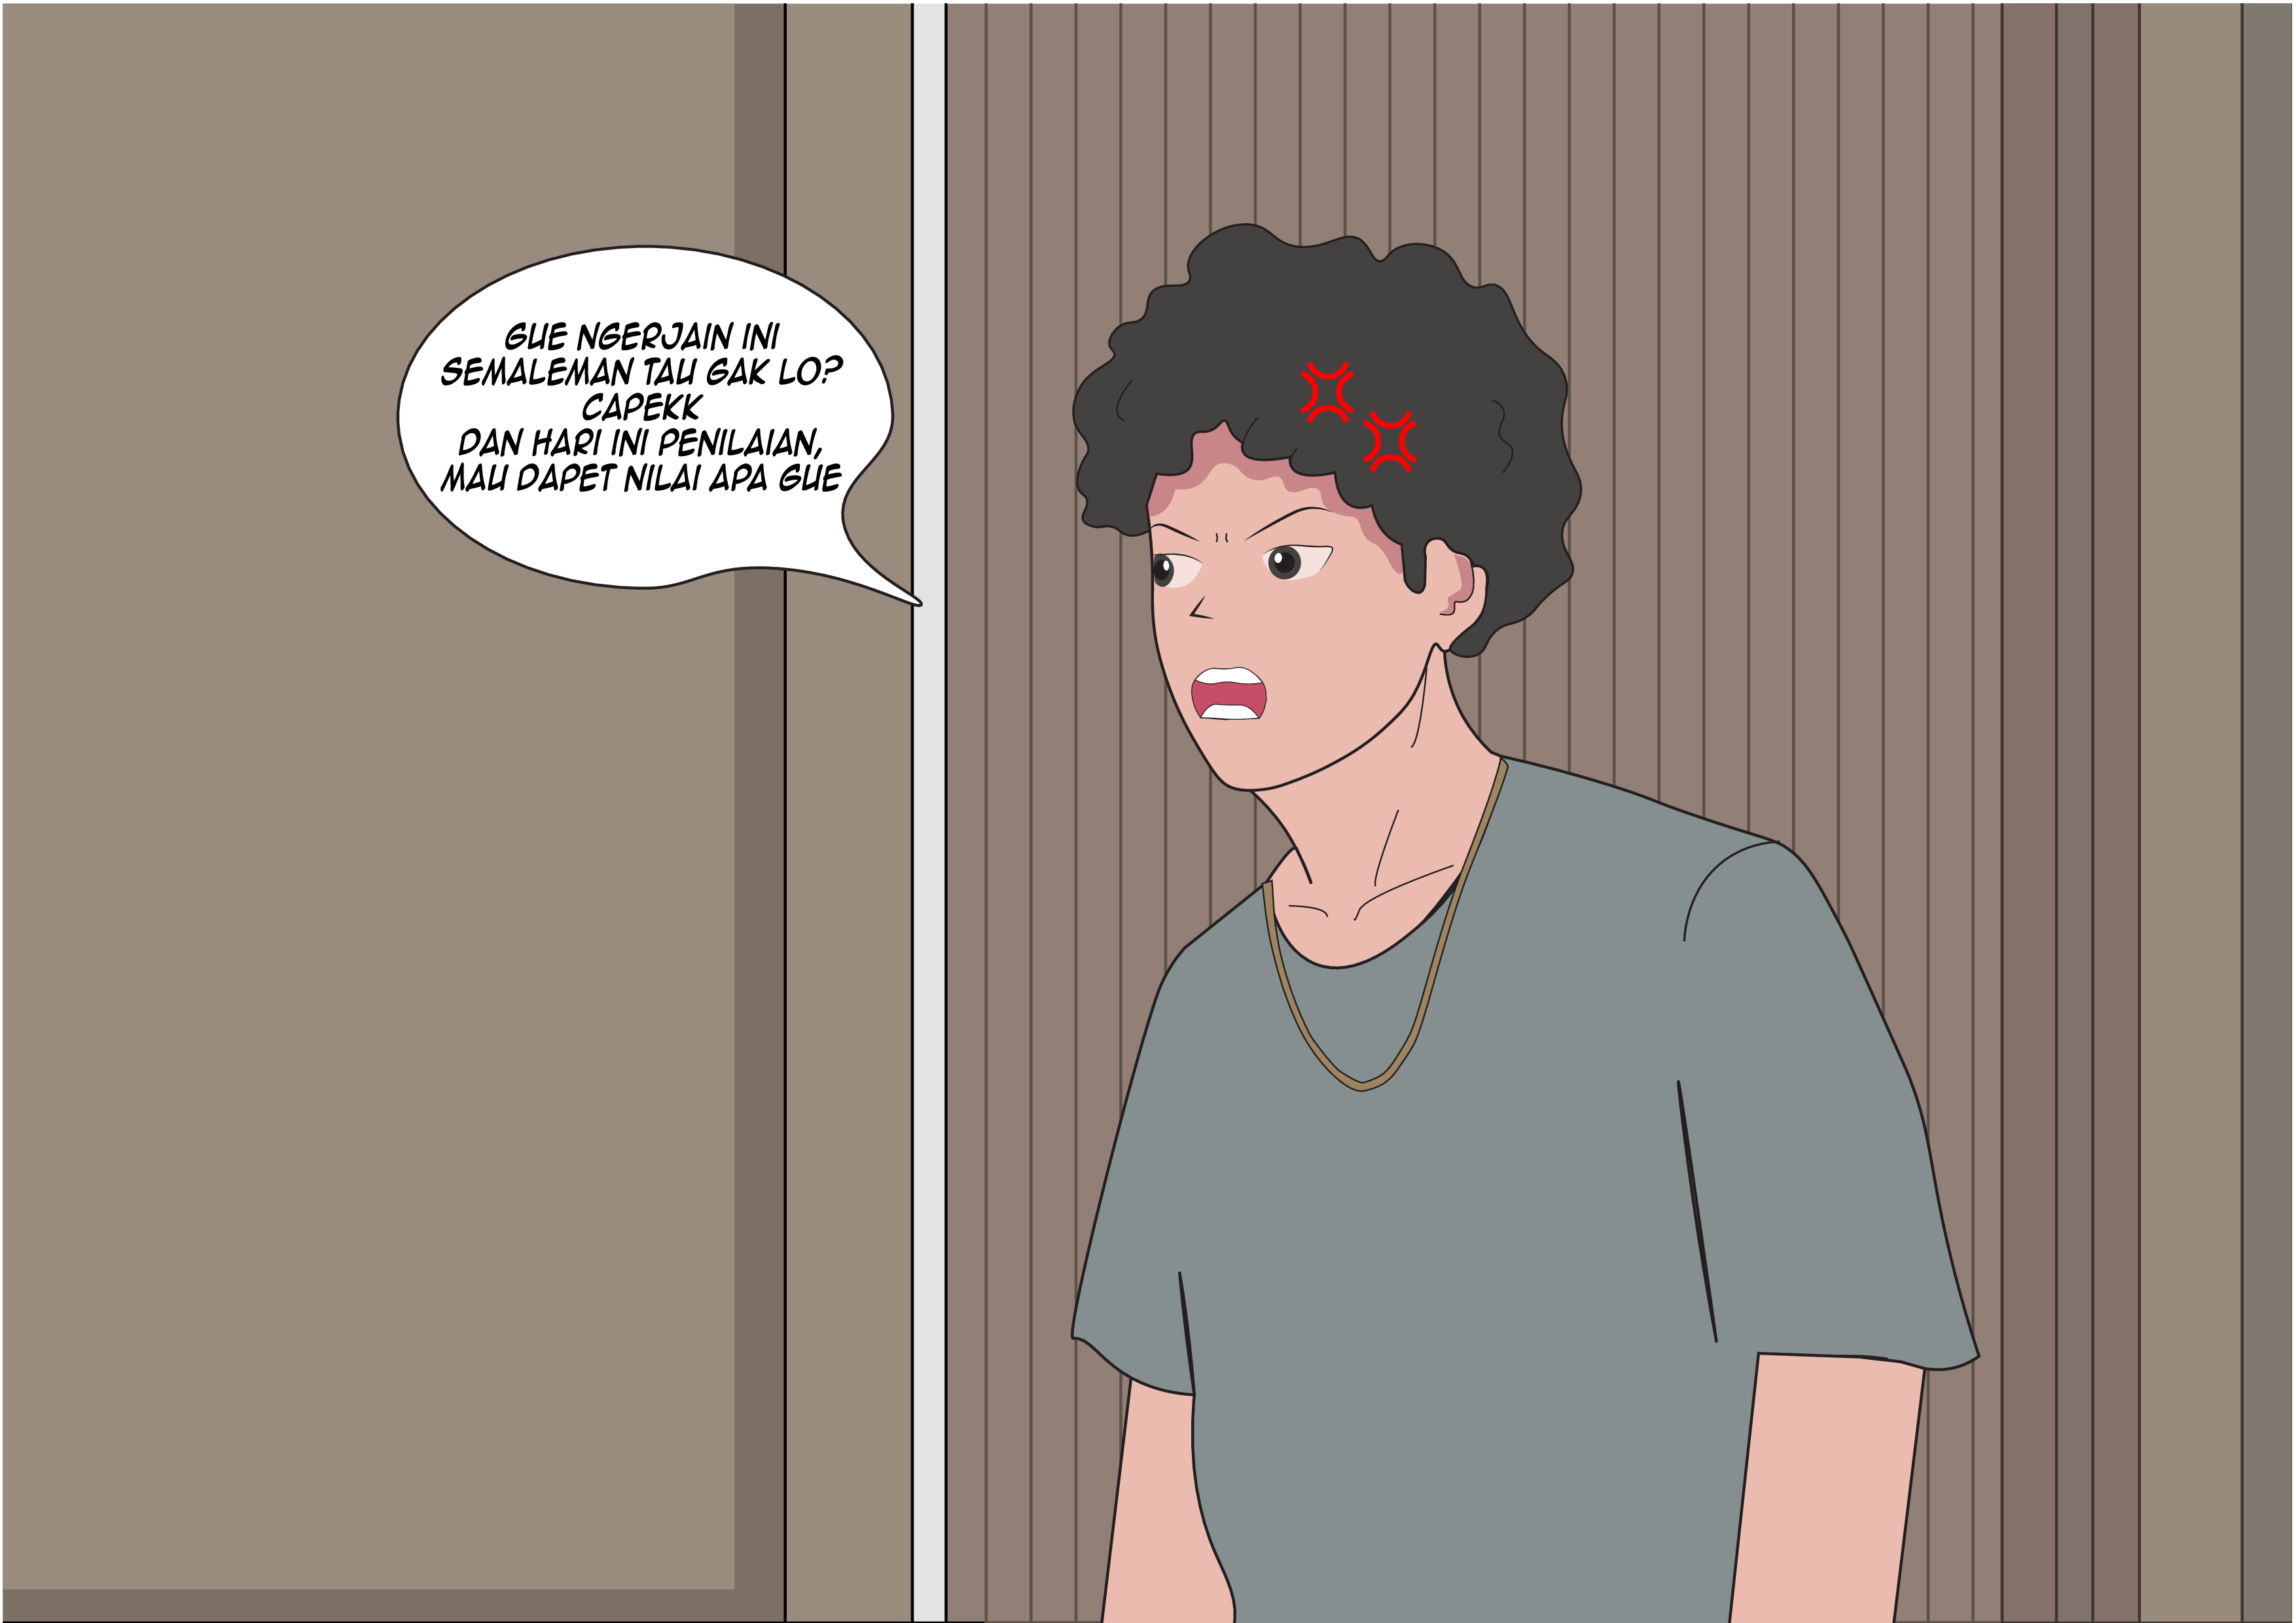 GUE NGERJAIN INI
SEMALEMAN TAU GAK LO?
CAPEKK
DAN HARI INI PENILAIAN,
MAU DAPET NILAI APA GUE